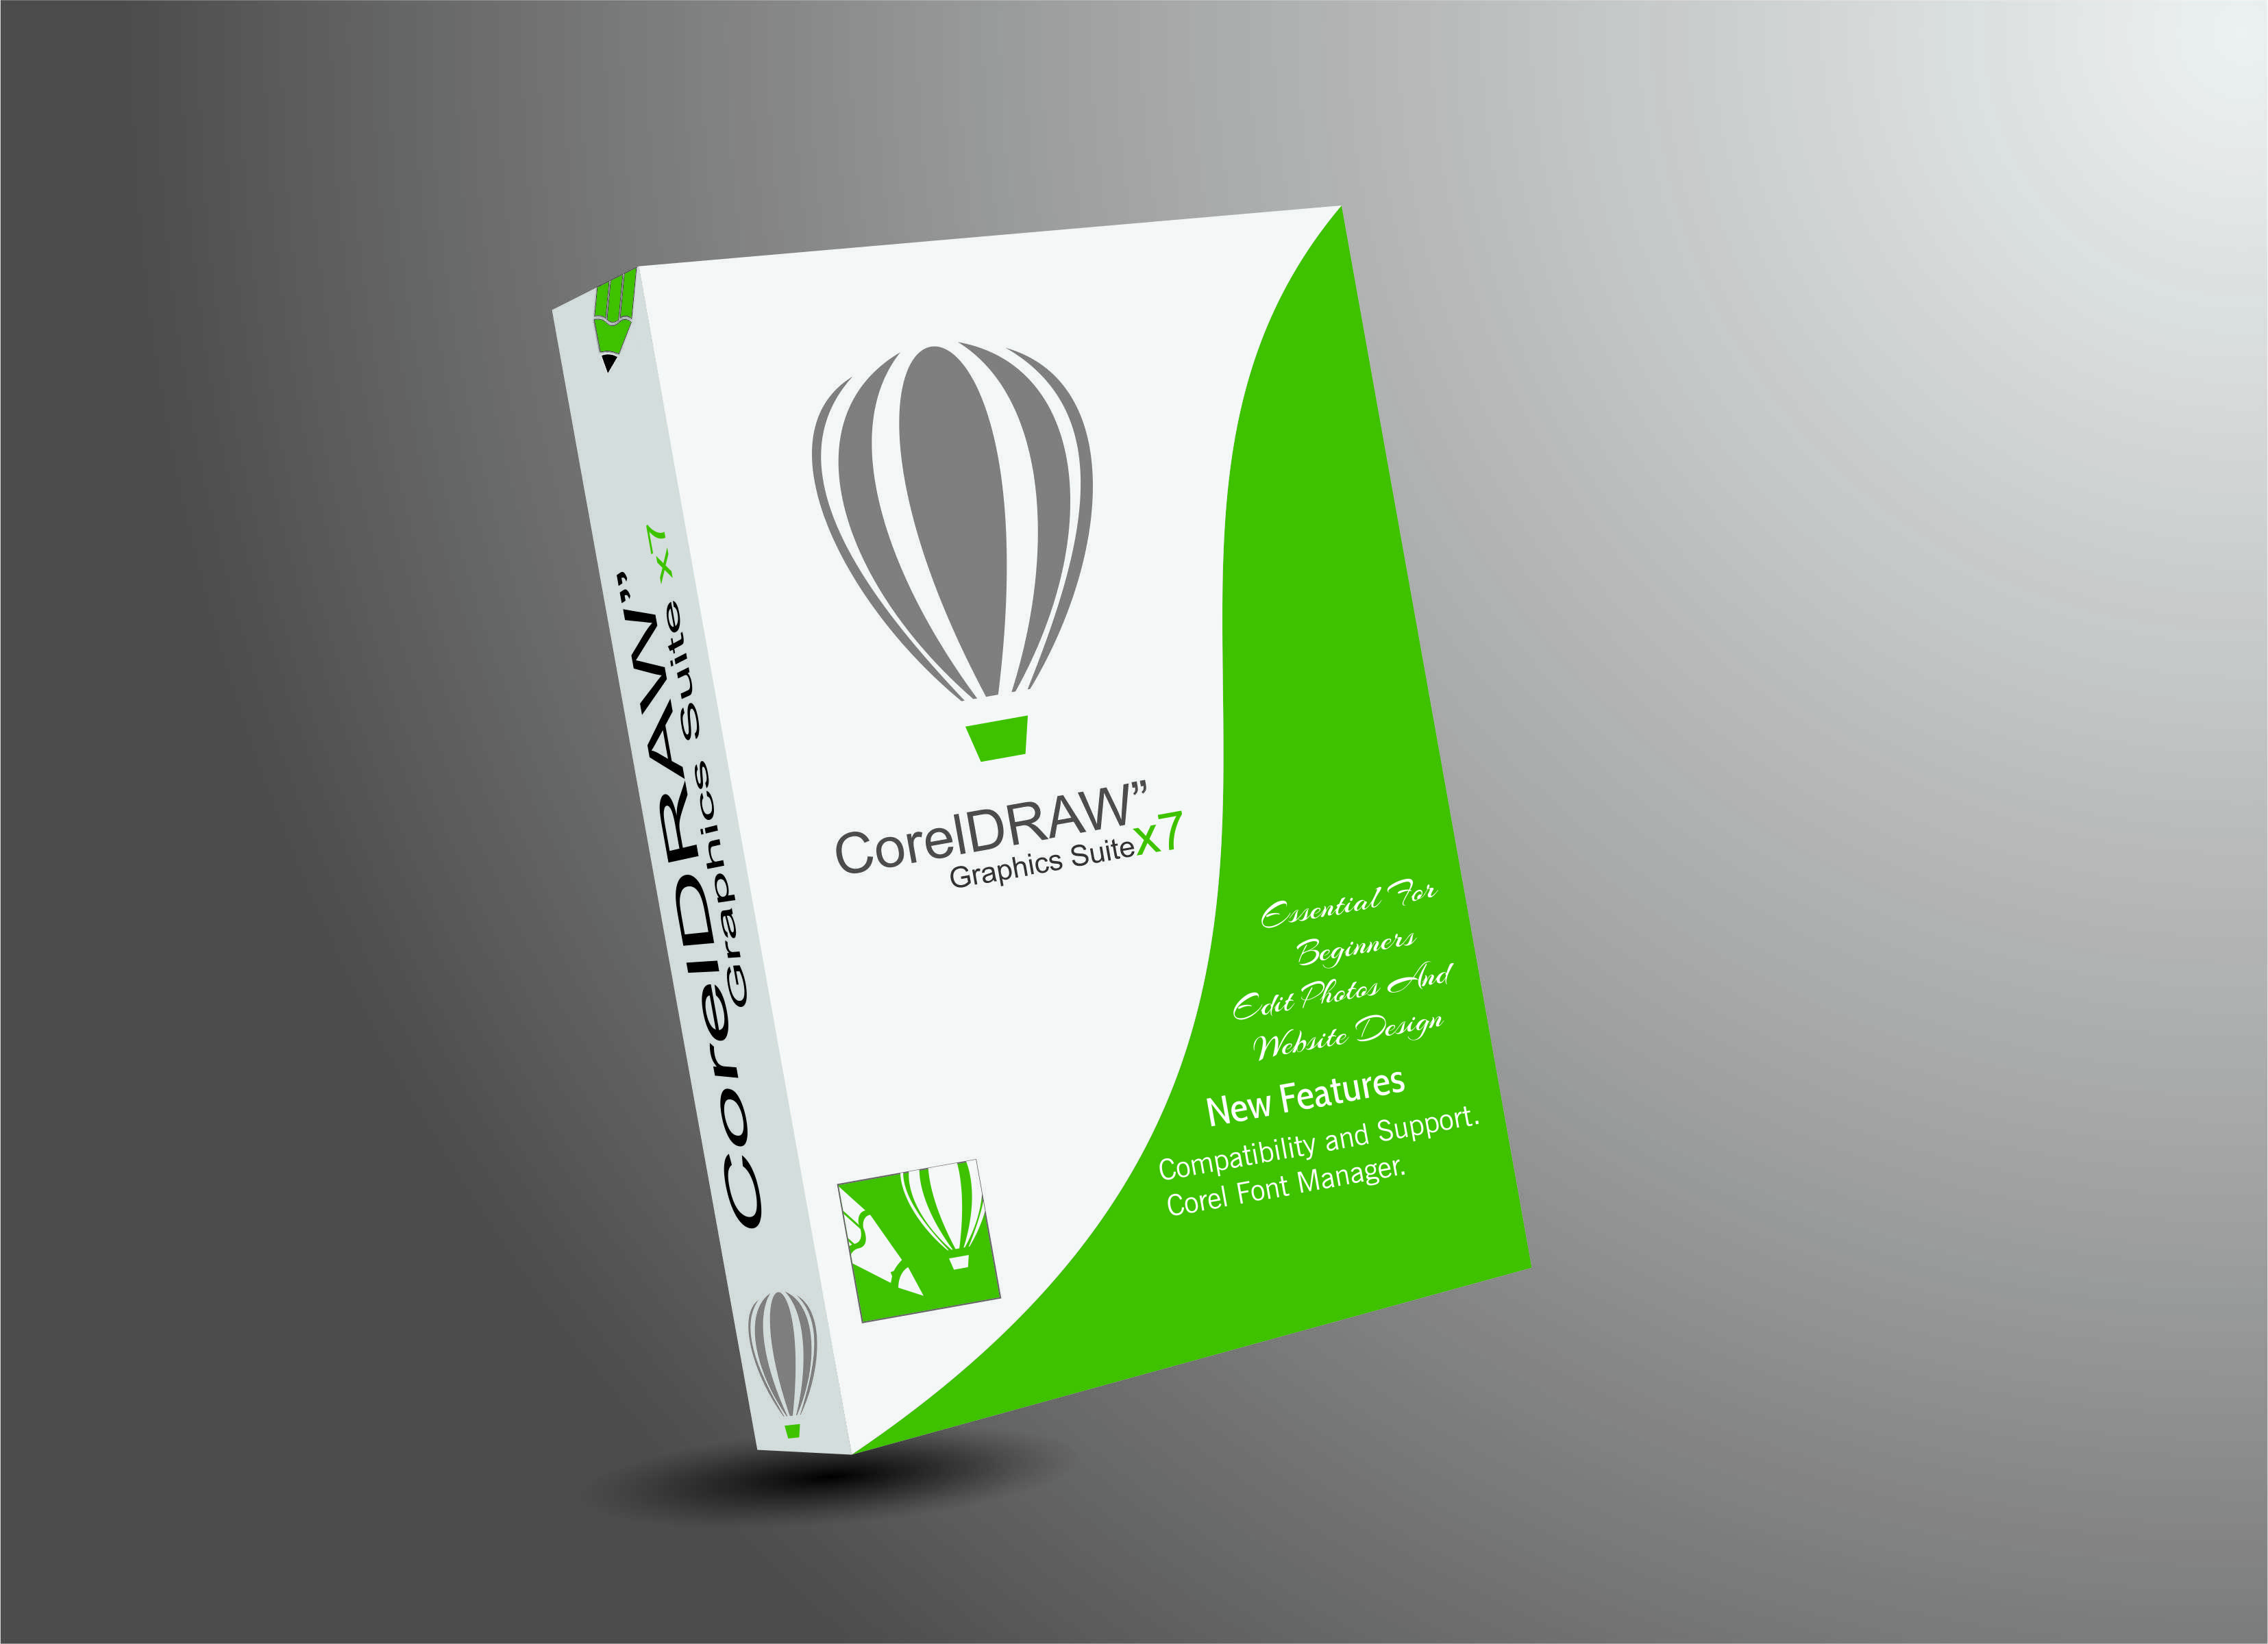 CorelDRAW”
Graphics Suite x7
CorelDRAW”
Graphics Suite x7
Essential For
Beginners
Edit Photos And
Website Design
New Features
Compatibility and Support.
Corel Font Manager.